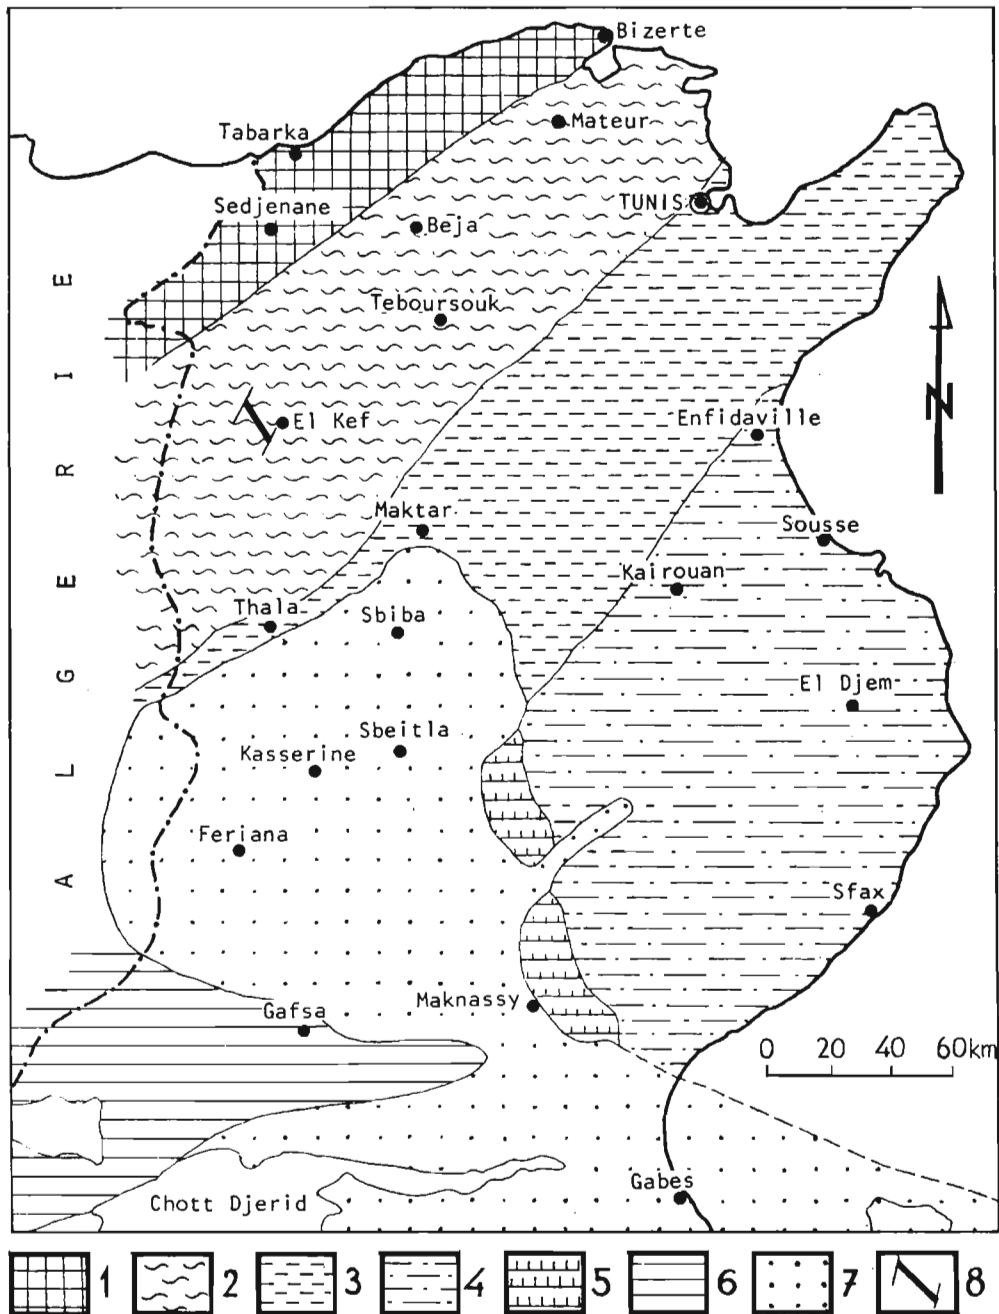 Bizerte
Mateur
Tabarka
TUNIS
Sedjenane
Beja
Teboursouk
El Kef
Enfidaville
Maktar
Sousse
Kairouan
Thala
Sbiba
El Djem
Sbeitla
Kasserine
Feriana
Sfax
Maknassy
Gafsa
Gabes
Chott Djerid
ALGERIE
N
0 20 40 60km
1 2 3 4 5 6 7 8